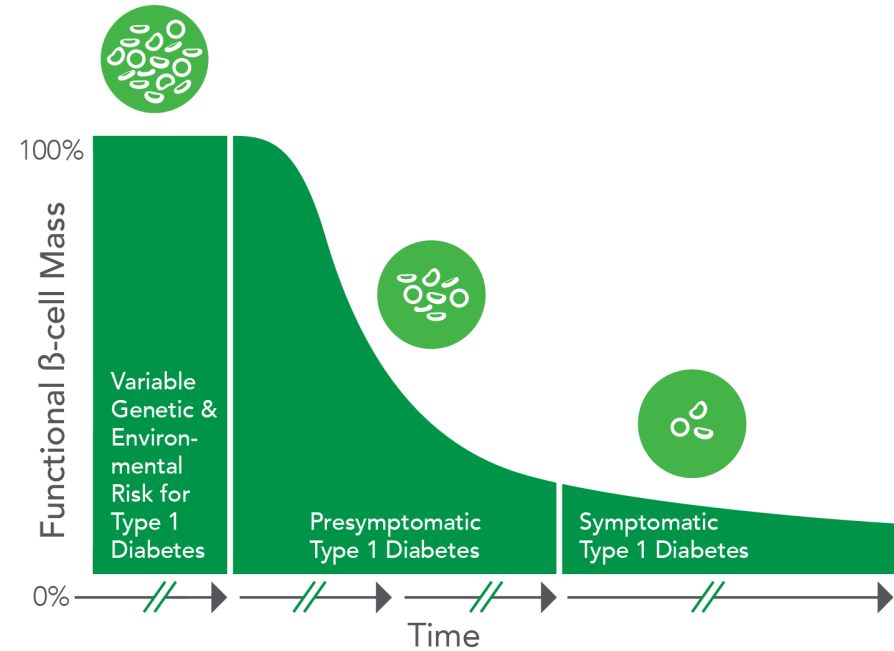 100%
Functional ß-cell Mass
Variable
Genetic &
Environ-
mental
Risk for
Type 1
Diabetes
Presymptomatic
Type 1 Diabetes
Symptomatic
Type 1 Diabetes
0%
Time